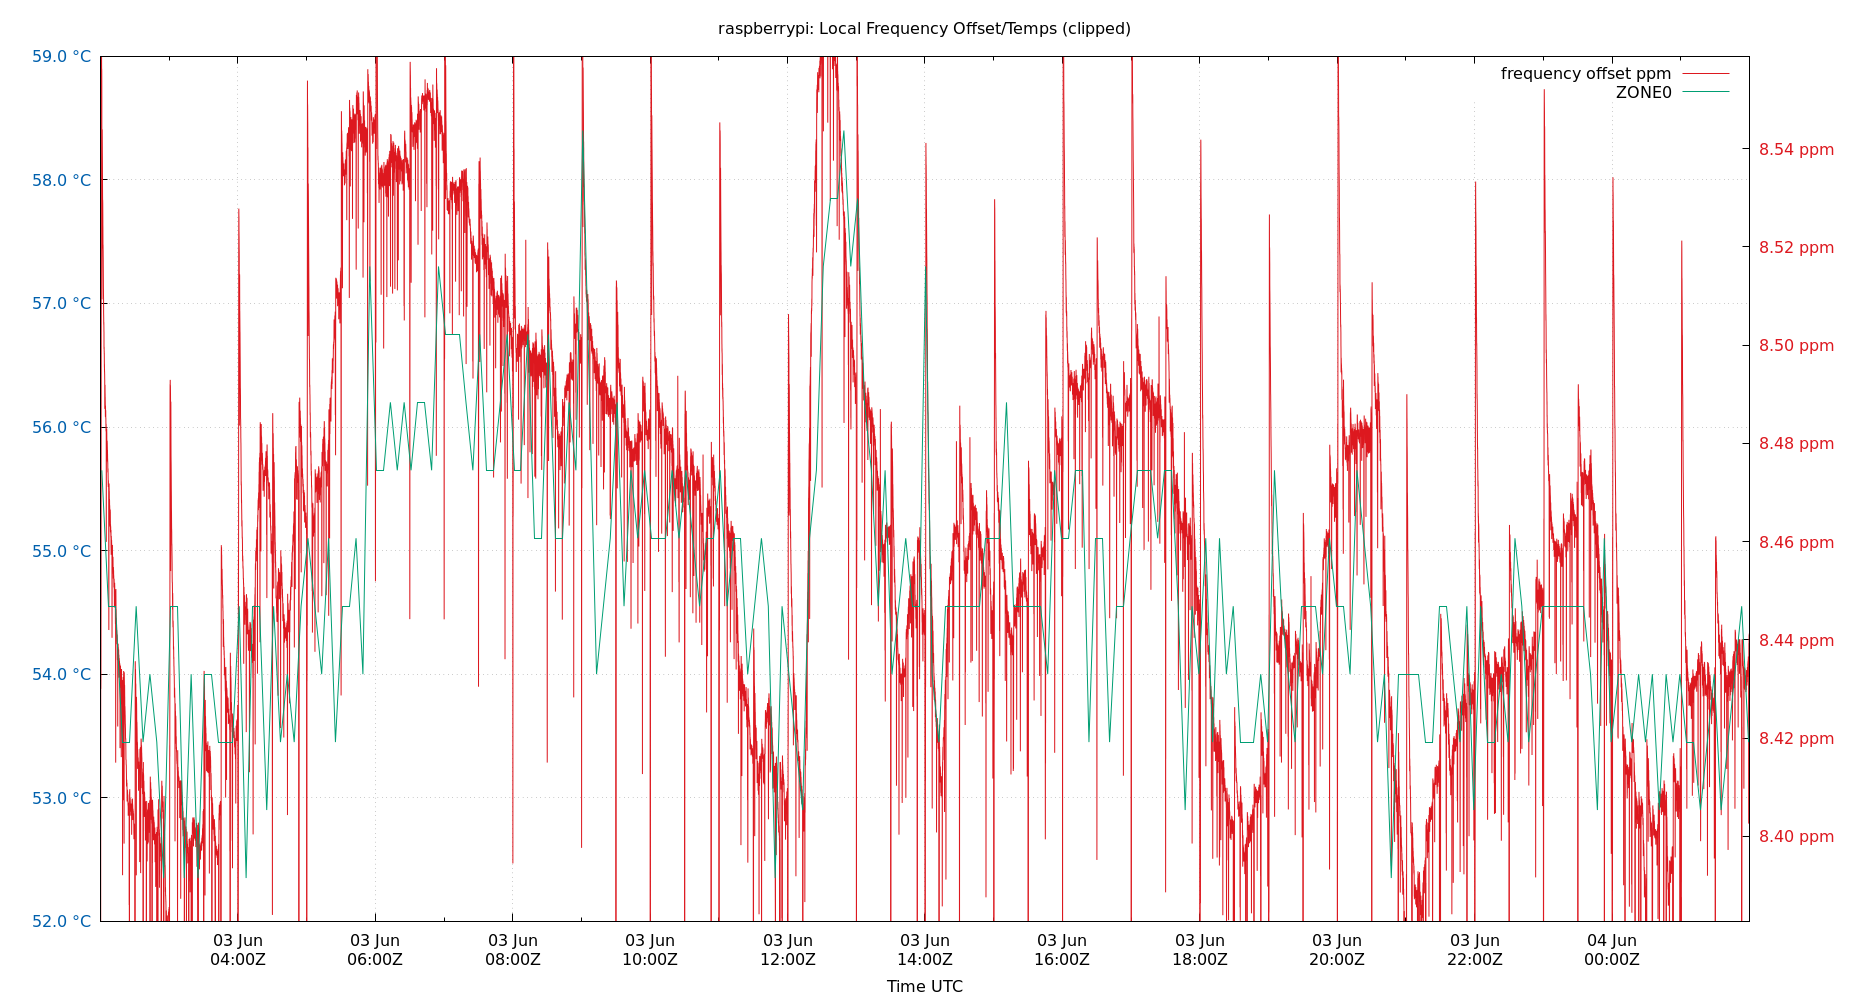 raspberrypi: Local Frequency Offset/Temps (clipped)
frequency offset ppm
ZONE0
59.0 °C
58.0 °C
57.0 °C
56.0 °C
55.0 °C
54.0 °C
53.0 °C
52.0 °C
8.54 ppm
8.52 ppm
8.50 ppm
8.48 ppm
8.46 ppm
8.44 ppm
8.42 ppm
8.40 ppm
03 Jun 03 Jun 03 Jun 03 Jun 03 Jun 03 Jun 03 Jun 03 Jun 03 Jun 03 Jun 04 Jun
04:00Z 06:00Z 08:00Z 10:00Z 12:00Z 14:00Z 16:00Z 18:00Z 20:00Z 22:00Z 00:00Z
Time UTC